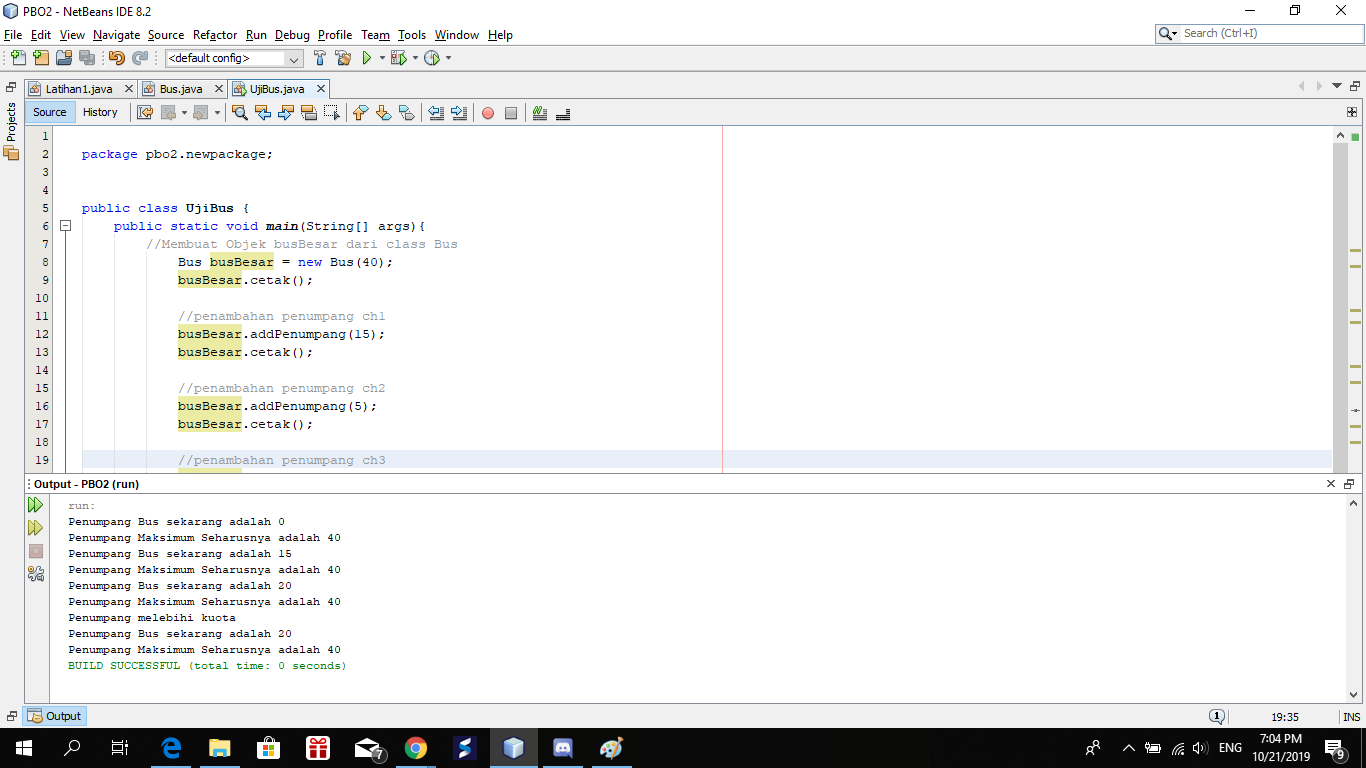 PBO2 - NetBeans IDE 8.2
File Edit View Navigate Source Refactor Run Debug Profile Team Tools Window Help
Search (Ctrl+I)
<default config>
Latihan1.java Bus.java UjiBus.java
Projects
Source History
1
2 package pbo2.newpackage;
3
4
5 public class UjiBus {
6 public static void main(String[] args){
7 //Membuat Objek busBesar dari class Bus
8 Bus busBesar = new Bus(40);
9 busBesar.cetak();
10
11 //penambahan penumpang ch1
12 busBesar.addPenumpang(15);
13 busBesar.cetak();
14
15 //penambahan penumpang ch2
16 busBesar.addPenumpang(5);
17 busBesar.cetak();
18
19 //penambahan penumpang ch3
Output - PBO2 (run)
run:
Penumpang Bus sekarang adalah 0
Penumpang Maksimum Seharusnya adalah 40
Penumpang Bus sekarang adalah 15
Penumpang Maksimum Seharusnya adalah 40
Penumpang Bus sekarang adalah 20
Penumpang Maksimum Seharusnya adalah 40
Penumpang melebihi kuota
Penumpang Bus sekarang adalah 20
Penumpang Maksimum Seharusnya adalah 40
BUILD SUCCESSFUL (total time: 0 seconds)
Output
1 19:35 INS
7
ENG
7:04 PM
10/21/2019
9